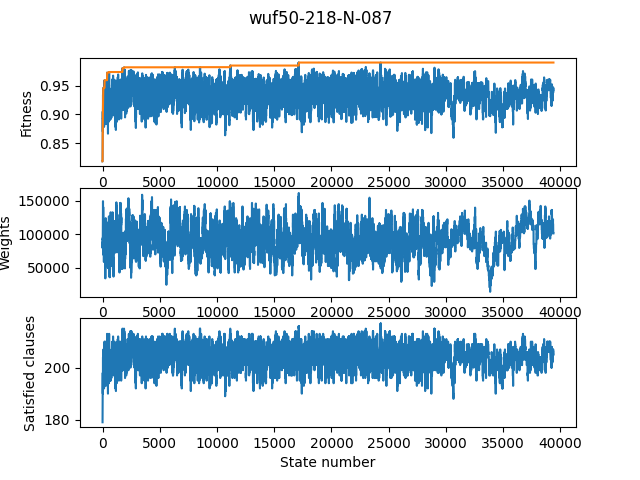 wuf50-218-N-087
Fitness
0.95
0.90
0.85
0 5000 10000 15000 20000 25000 30000 35000 40000
Weights
150000
100000
50000
0 5000 10000 15000 20000 25000 30000 35000 40000
Satisfied clauses
200
180
0 5000 10000 15000 20000 25000 30000 35000 40000
State number